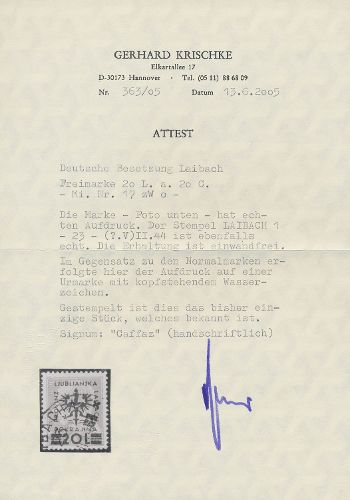 GERHARD KRISCHKE
Elkartallee 17
D-30173 Hannover · Tel. (05 11) 88 68 09
Nr. 363/05 Datum 13.6.2005
ATTEST
Deutsche Besetzung Laibach
Freimarke 20 L. a. 20 C.
- Mi. Nr. 17 zW o -
Die Marke - Foto unten - hat ech-
ten Aufdruck. Der Stempel LAIBACH 1
- 23 - (?.V)II.44 ist ebenfalls
echt. Die Erhaltung ist einwandfrei.
Im Gegensatz zu den Normalmarken er-
folgte hier der Aufdruck auf einer
Urmarke mit kopfstehendem Wasser-
zeichen.
Gestempelt ist dies das bisher ein-
zige Stück, welches bekannt ist.
Signum: "Caffaz" (handschriftlich)
LJUBLJANSKA
POKRAJINA
20 L